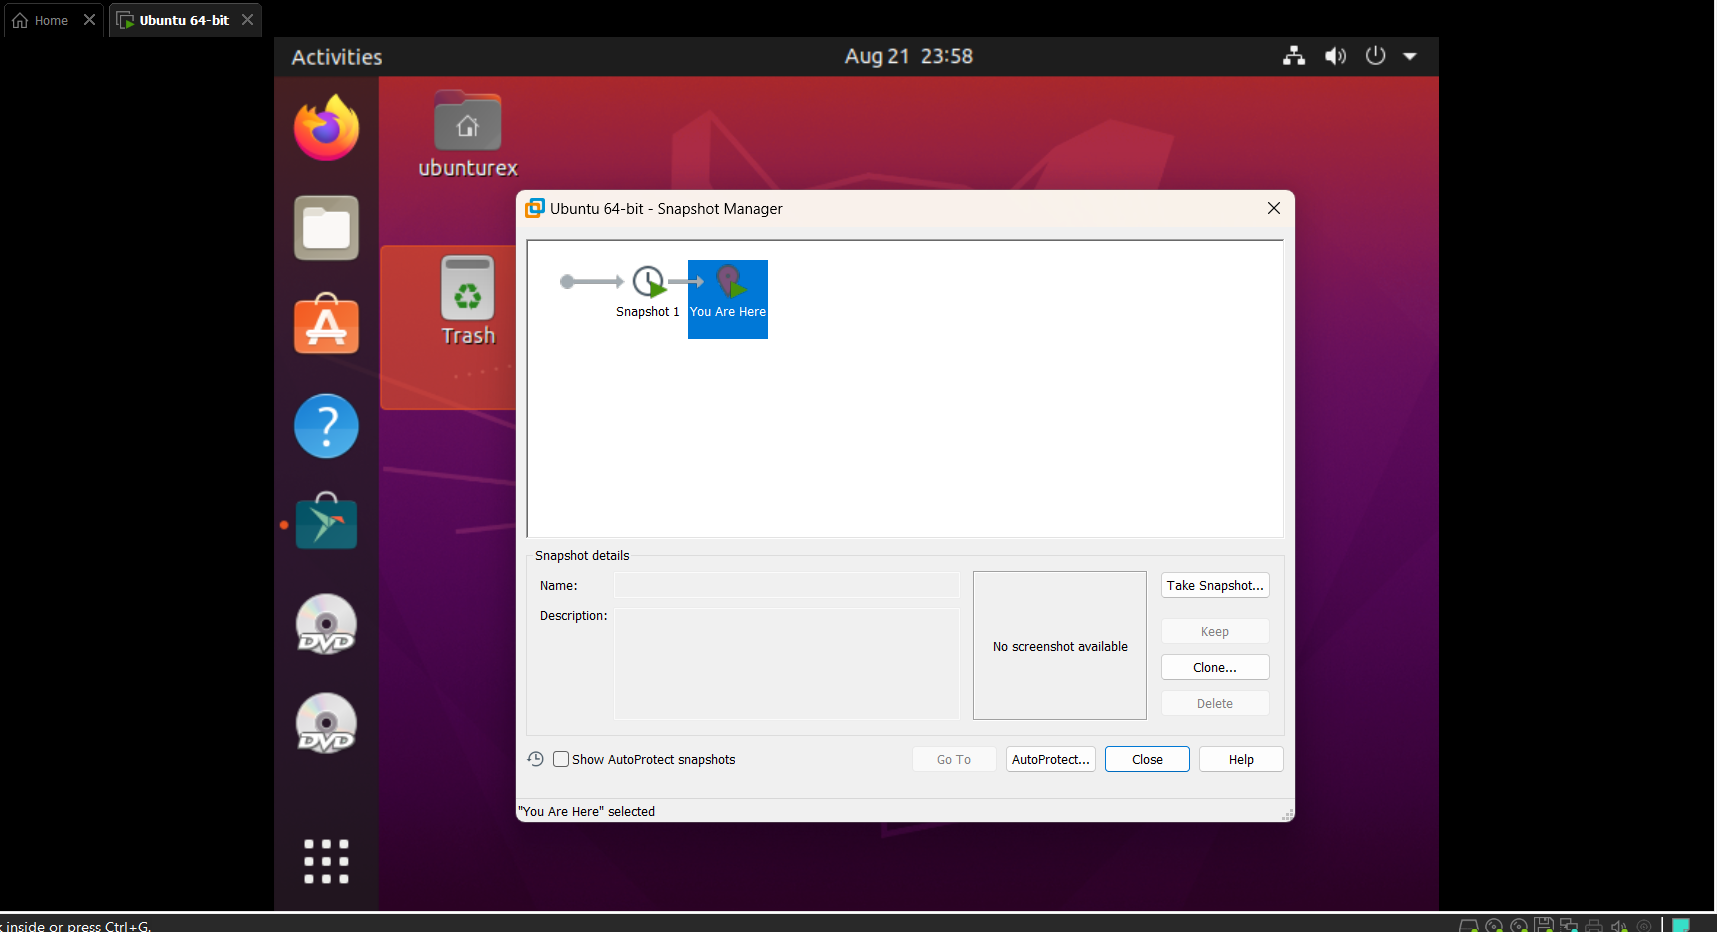 Home
Ubuntu 64-bit
Activities
Aug 21 23:58
ubunturex
Trash
Ubuntu 64-bit - Snapshot Manager
Snapshot 1
You Are Here
Snapshot details
Name:
Description:
No screenshot available
Take Snapshot...
Keep
Clone...
Delete
Show AutoProtect snapshots
Go To
AutoProtect...
Close
Help
"You Are Here" selected
DVD
DVD
inside or press Ctrl+G.